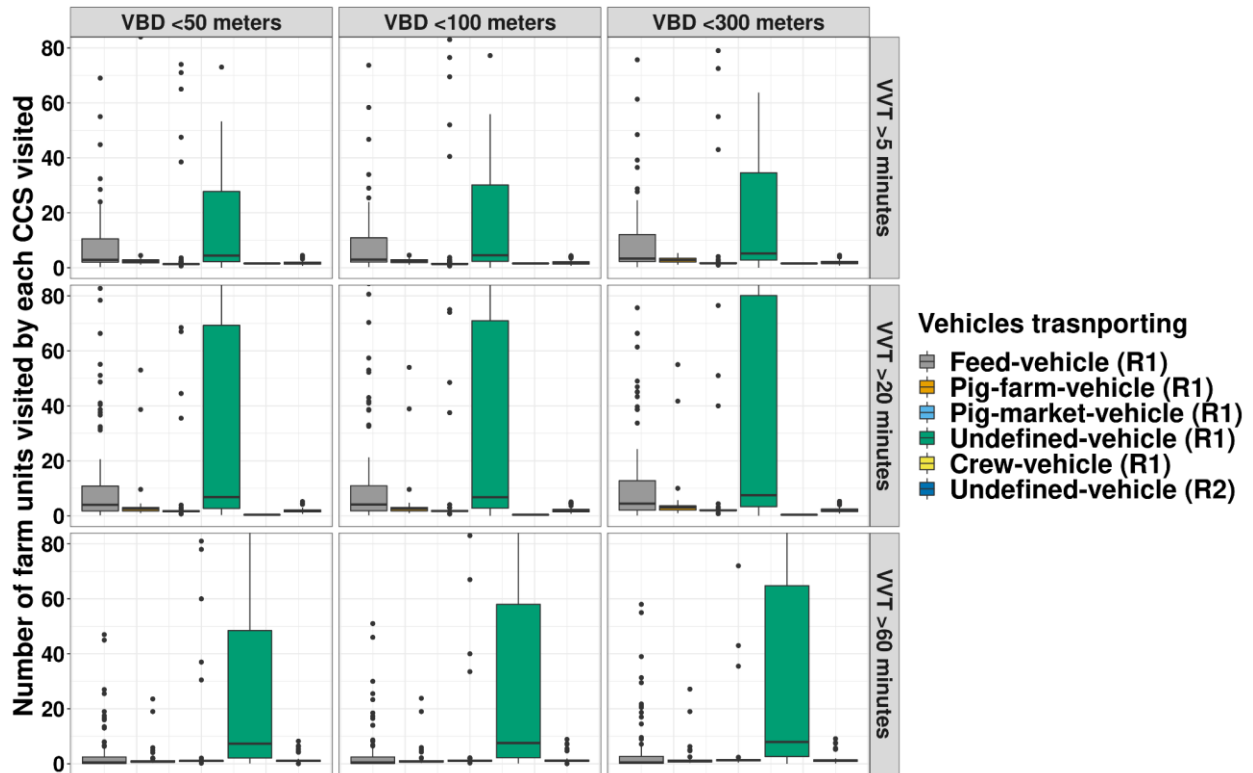 VBD <50 meters
VBD <100 meters
VBD <300 meters
Number of farm units visited by each CCS visited
80
60
40
20
0
VVT >5 minutes
80
60
40
20
0
VVT >20 minutes
80
60
40
20
0
VVT >60 minutes
Vehicles trasnporting
Feed-vehicle (R1)
Pig-farm-vehicle (R1)
Pig-market-vehicle (R1)
Undefined-vehicle (R1)
Crew-vehicle (R1)
Undefined-vehicle (R2)